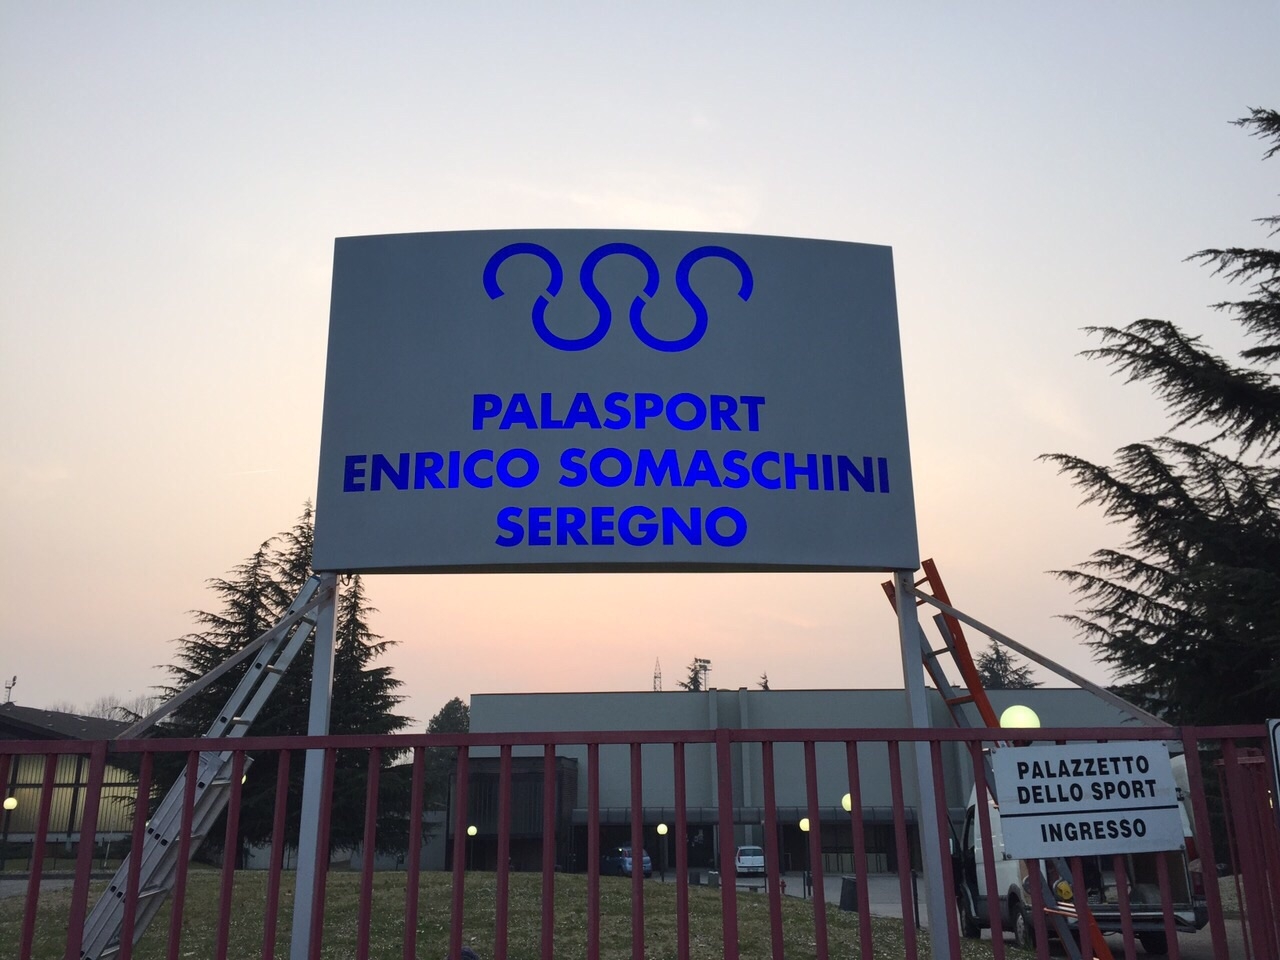 PALASPORT
ENRICO SOMASCHINI
SEREGNO
PALAZZETTO
DELLO SPORT
INGRESSO